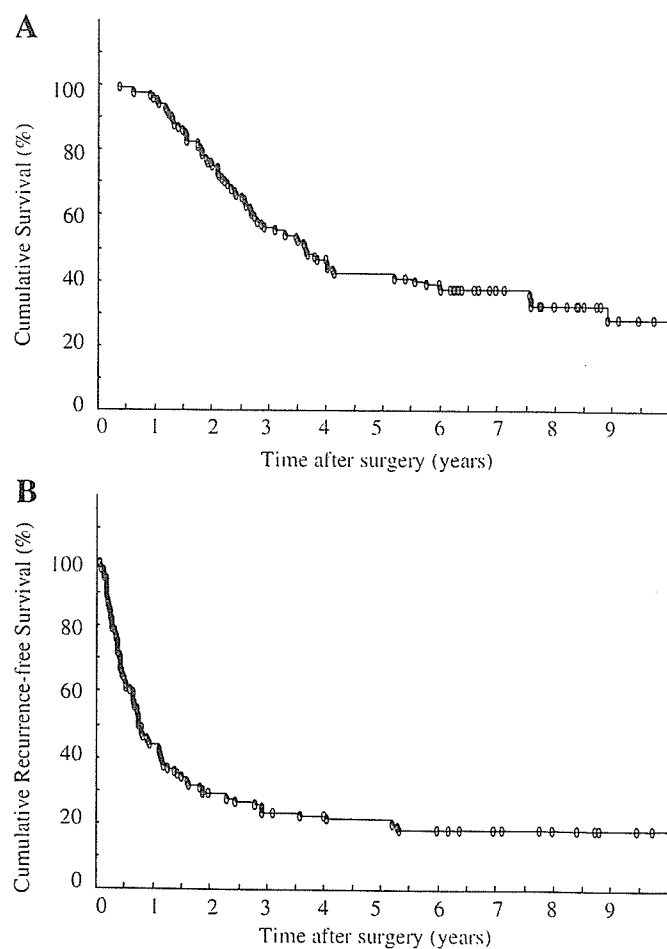 A
Cumulative Survival (%)
100
80
60
40
20
0
0 1 2 3 4 5 6 7 8 9
Time after surgery (years)
B
Cumulative Recurrence-free Survival (%)
100
80
60
40
20
0
0 1 2 3 4 5 6 7 8 9
Time after surgery (years)